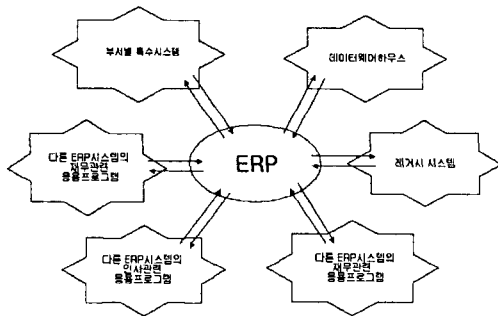 부서별 특수시스템
데이터웨어하우스
ERP
다른 ERP시스템의
재무관련
응용프로그램
레거시 시스템
다른 ERP시스템의
인사관련
응용프로그램
다른 ERP시스템의
재무관련
응용프로그램